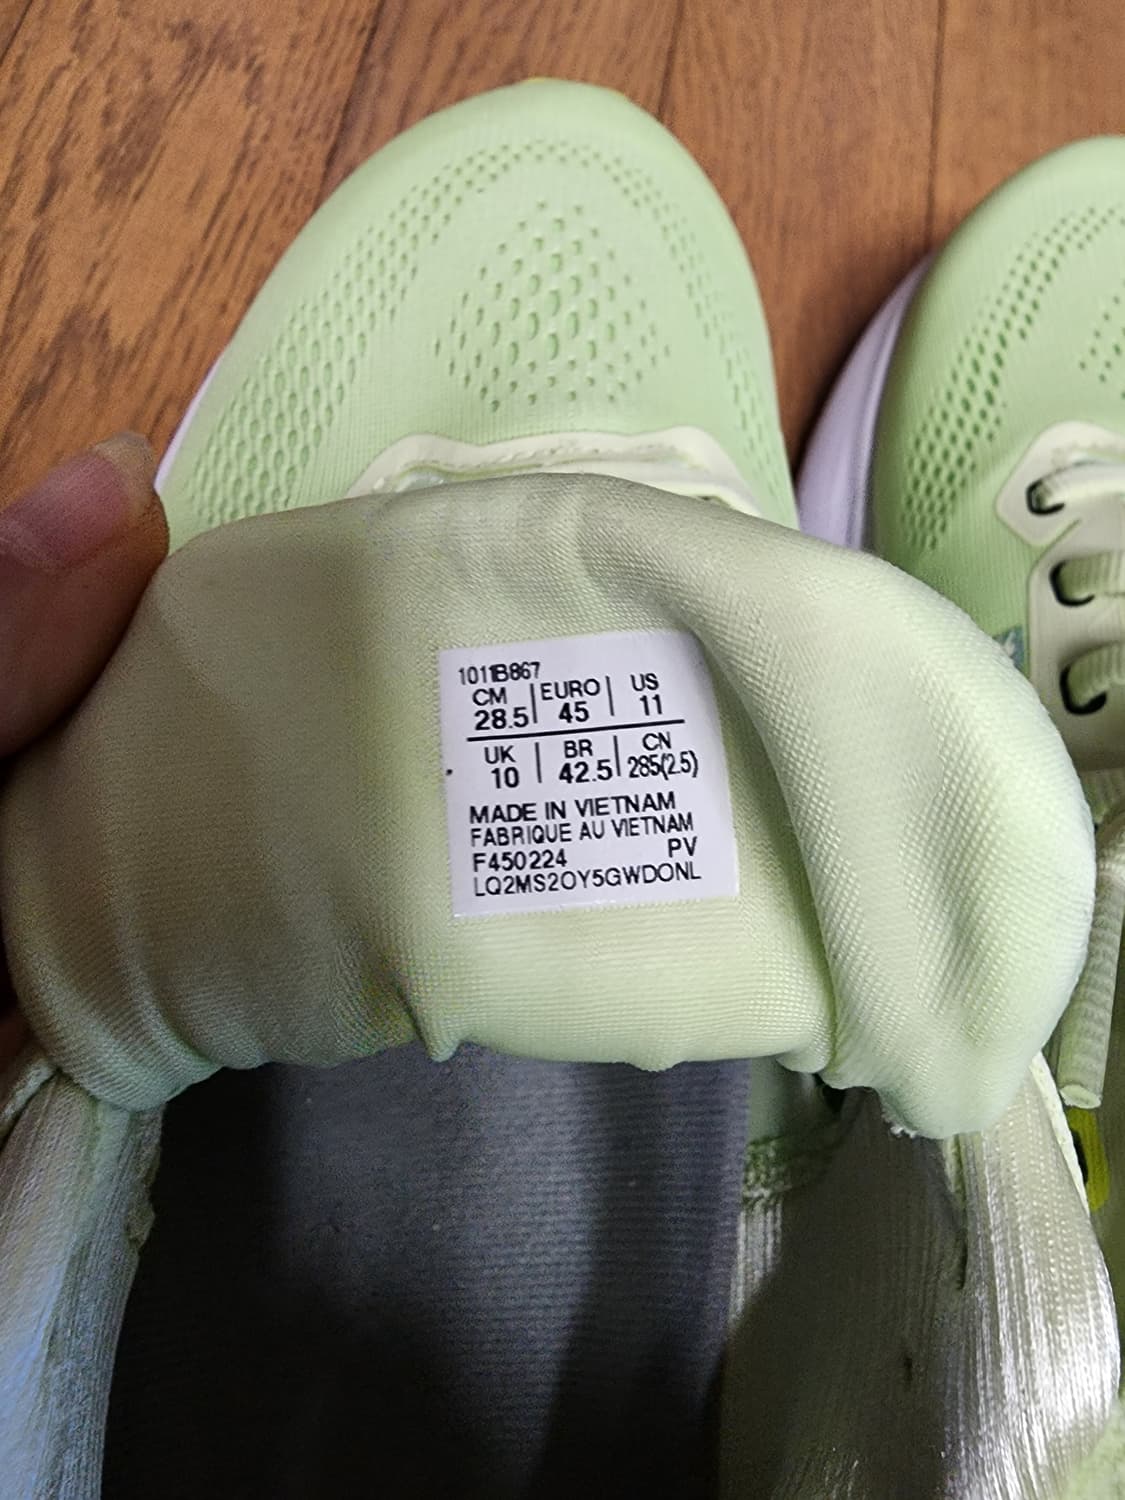 1011B867
CM | EURO | US
28.5 | 45 | 11
UK | BR | CN
10 | 42.5 | 285(2.5)
MADE IN VIETNAM
FABRIQUE AU VIETNAM
F450224 PV
LQ2MS2OY5GWDONL